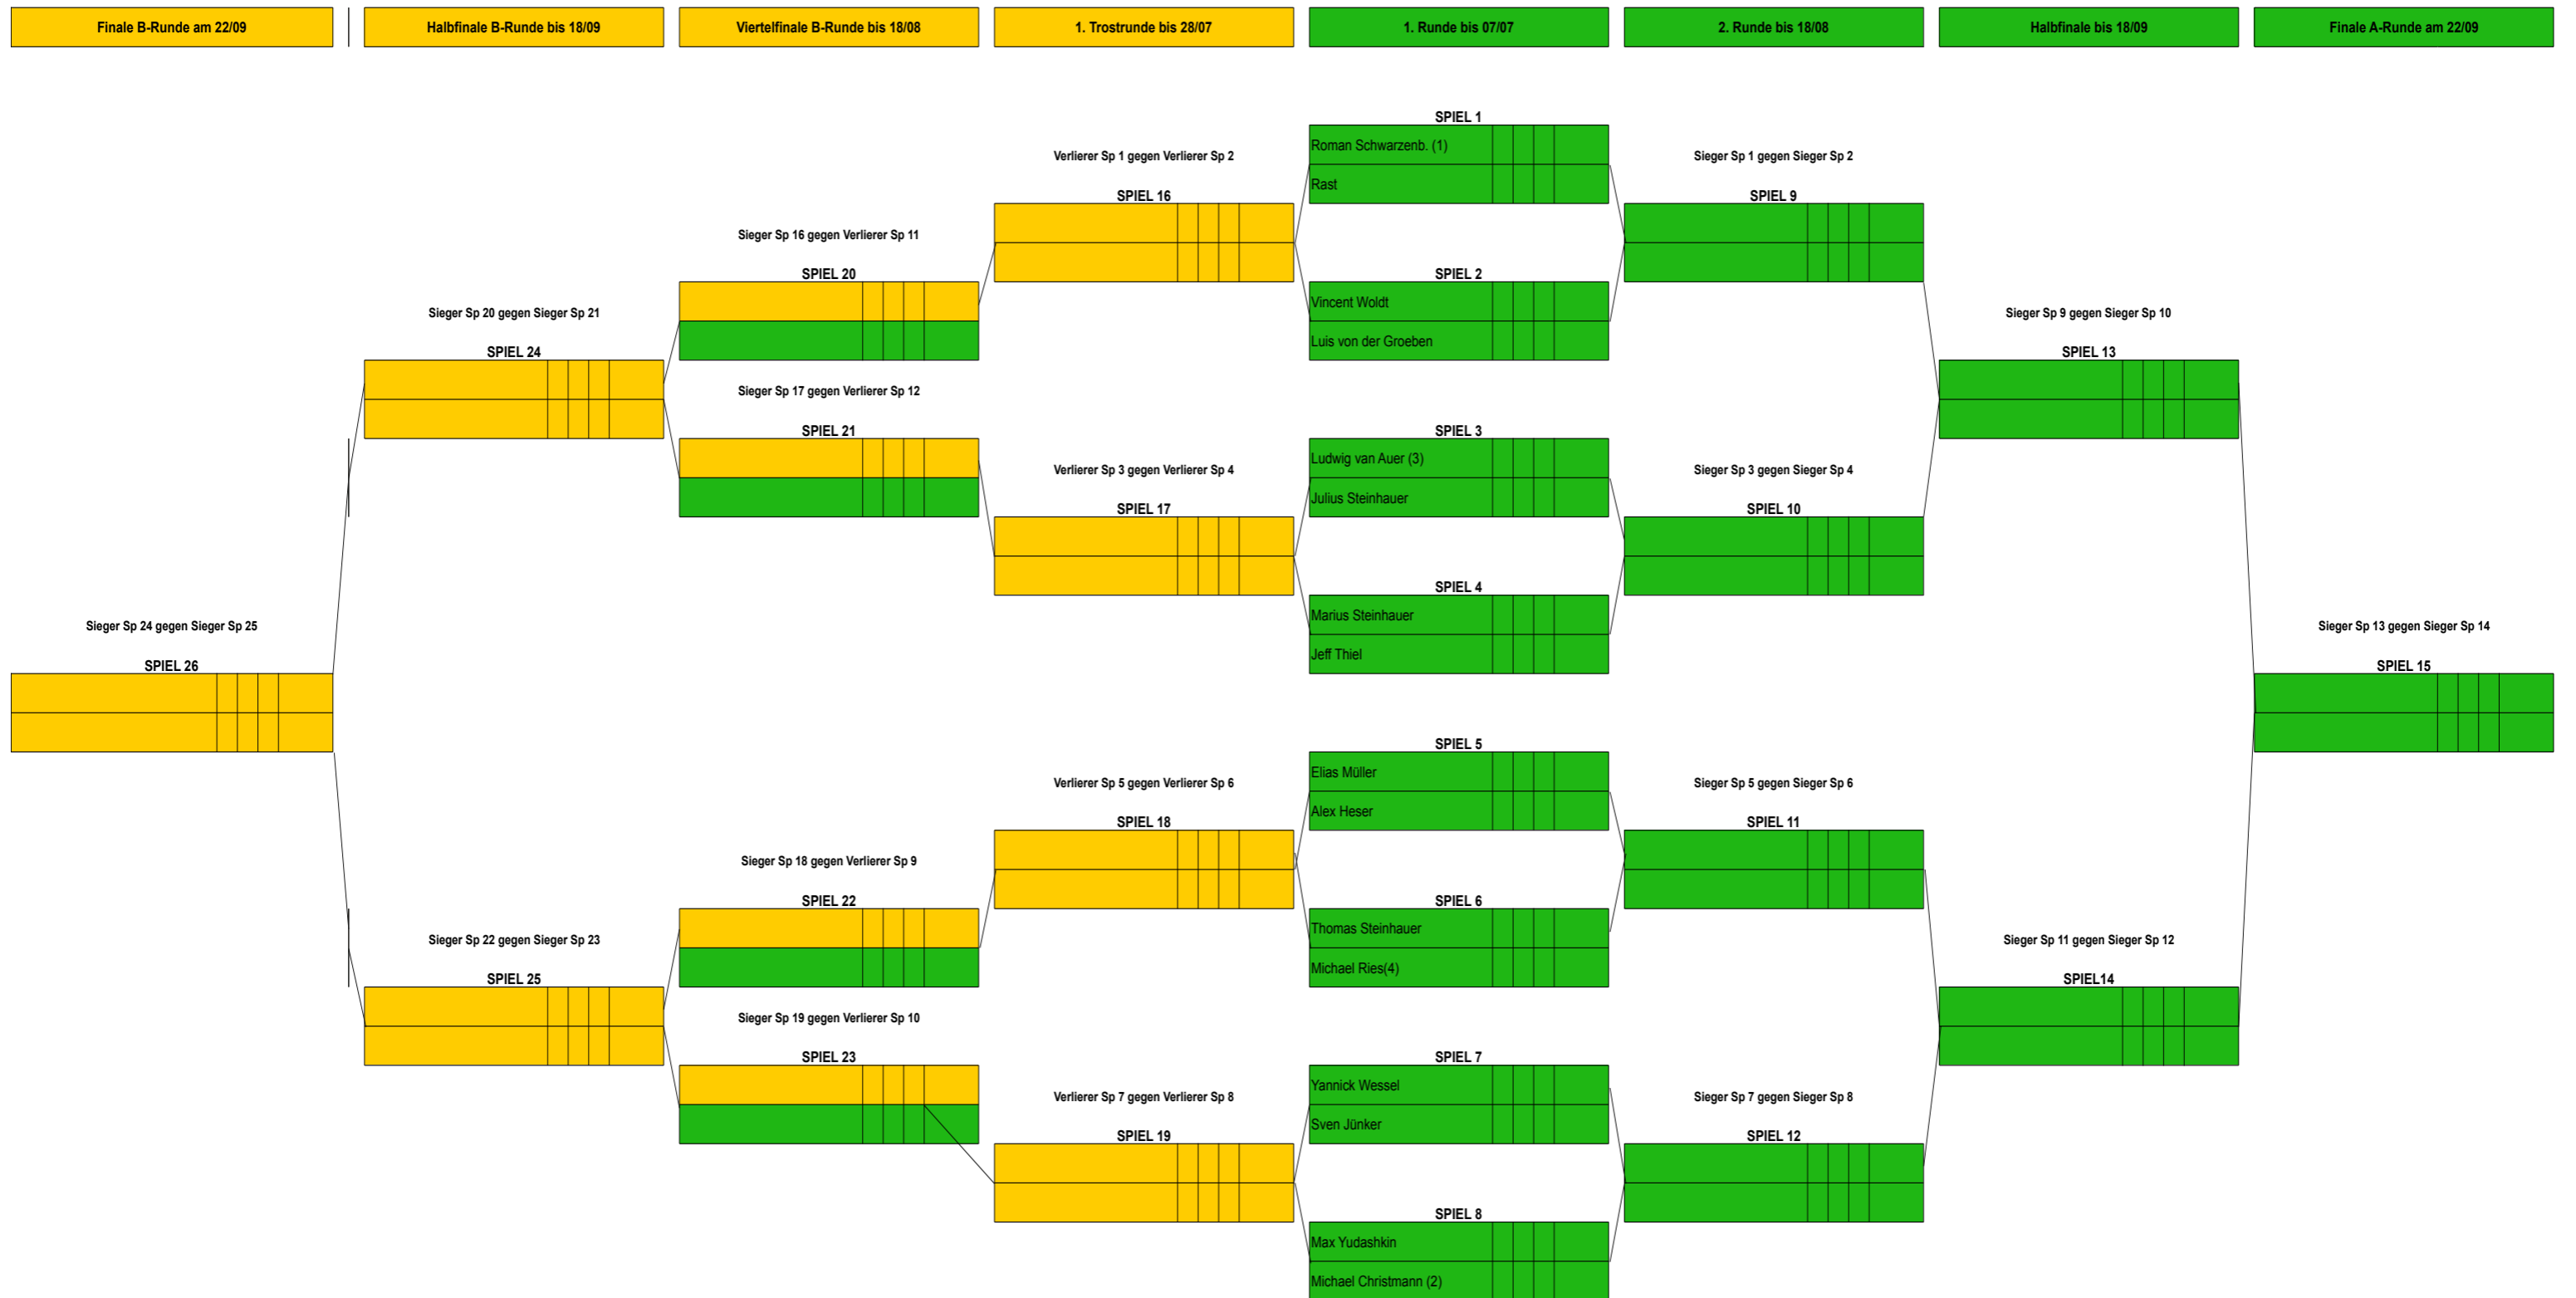 Finale B-Runde am 22/09
Halbfinale B-Runde bis 18/09
Viertelfinale B-Runde bis 18/08
1. Trostrunde bis 28/07
1. Runde bis 07/07
2. Runde bis 18/08
Halbfinale bis 18/09
Finale A-Runde am 22/09
Sieger Sp 24 gegen Sieger Sp 25
SPIEL 26
Sieger Sp 20 gegen Sieger Sp 21
SPIEL 24
Sieger Sp 22 gegen Sieger Sp 23
SPIEL 25
Sieger Sp 16 gegen Verlierer Sp 11
SPIEL 20
Sieger Sp 17 gegen Verlierer Sp 12
SPIEL 21
Sieger Sp 18 gegen Verlierer Sp 9
SPIEL 22
Sieger Sp 19 gegen Verlierer Sp 10
SPIEL 23
Verlierer Sp 1 gegen Verlierer Sp 2
SPIEL 16
Verlierer Sp 3 gegen Verlierer Sp 4
SPIEL 17
Verlierer Sp 5 gegen Verlierer Sp 6
SPIEL 18
Verlierer Sp 7 gegen Verlierer Sp 8
SPIEL 19
SPIEL 1
Roman Schwarzenb. (1)
Rast
SPIEL 2
Vincent Woldt
Luis von der Groeben
SPIEL 3
Ludwig van Auer (3)
Julius Steinhauer
SPIEL 4
Marius Steinhauer
Jeff Thiel
SPIEL 5
Elias Müller
Alex Heser
SPIEL 6
Thomas Steinhauer
Michael Ries(4)
SPIEL 7
Yannick Wessel
Sven Jünker
SPIEL 8
Max Yudashkin
Michael Christmann (2)
Sieger Sp 1 gegen Sieger Sp 2
SPIEL 9
Sieger Sp 3 gegen Sieger Sp 4
SPIEL 10
Sieger Sp 5 gegen Sieger Sp 6
SPIEL 11
Sieger Sp 7 gegen Sieger Sp 8
SPIEL 12
Sieger Sp 9 gegen Sieger Sp 10
SPIEL 13
Sieger Sp 11 gegen Sieger Sp 12
SPIEL14
Sieger Sp 13 gegen Sieger Sp 14
SPIEL 15